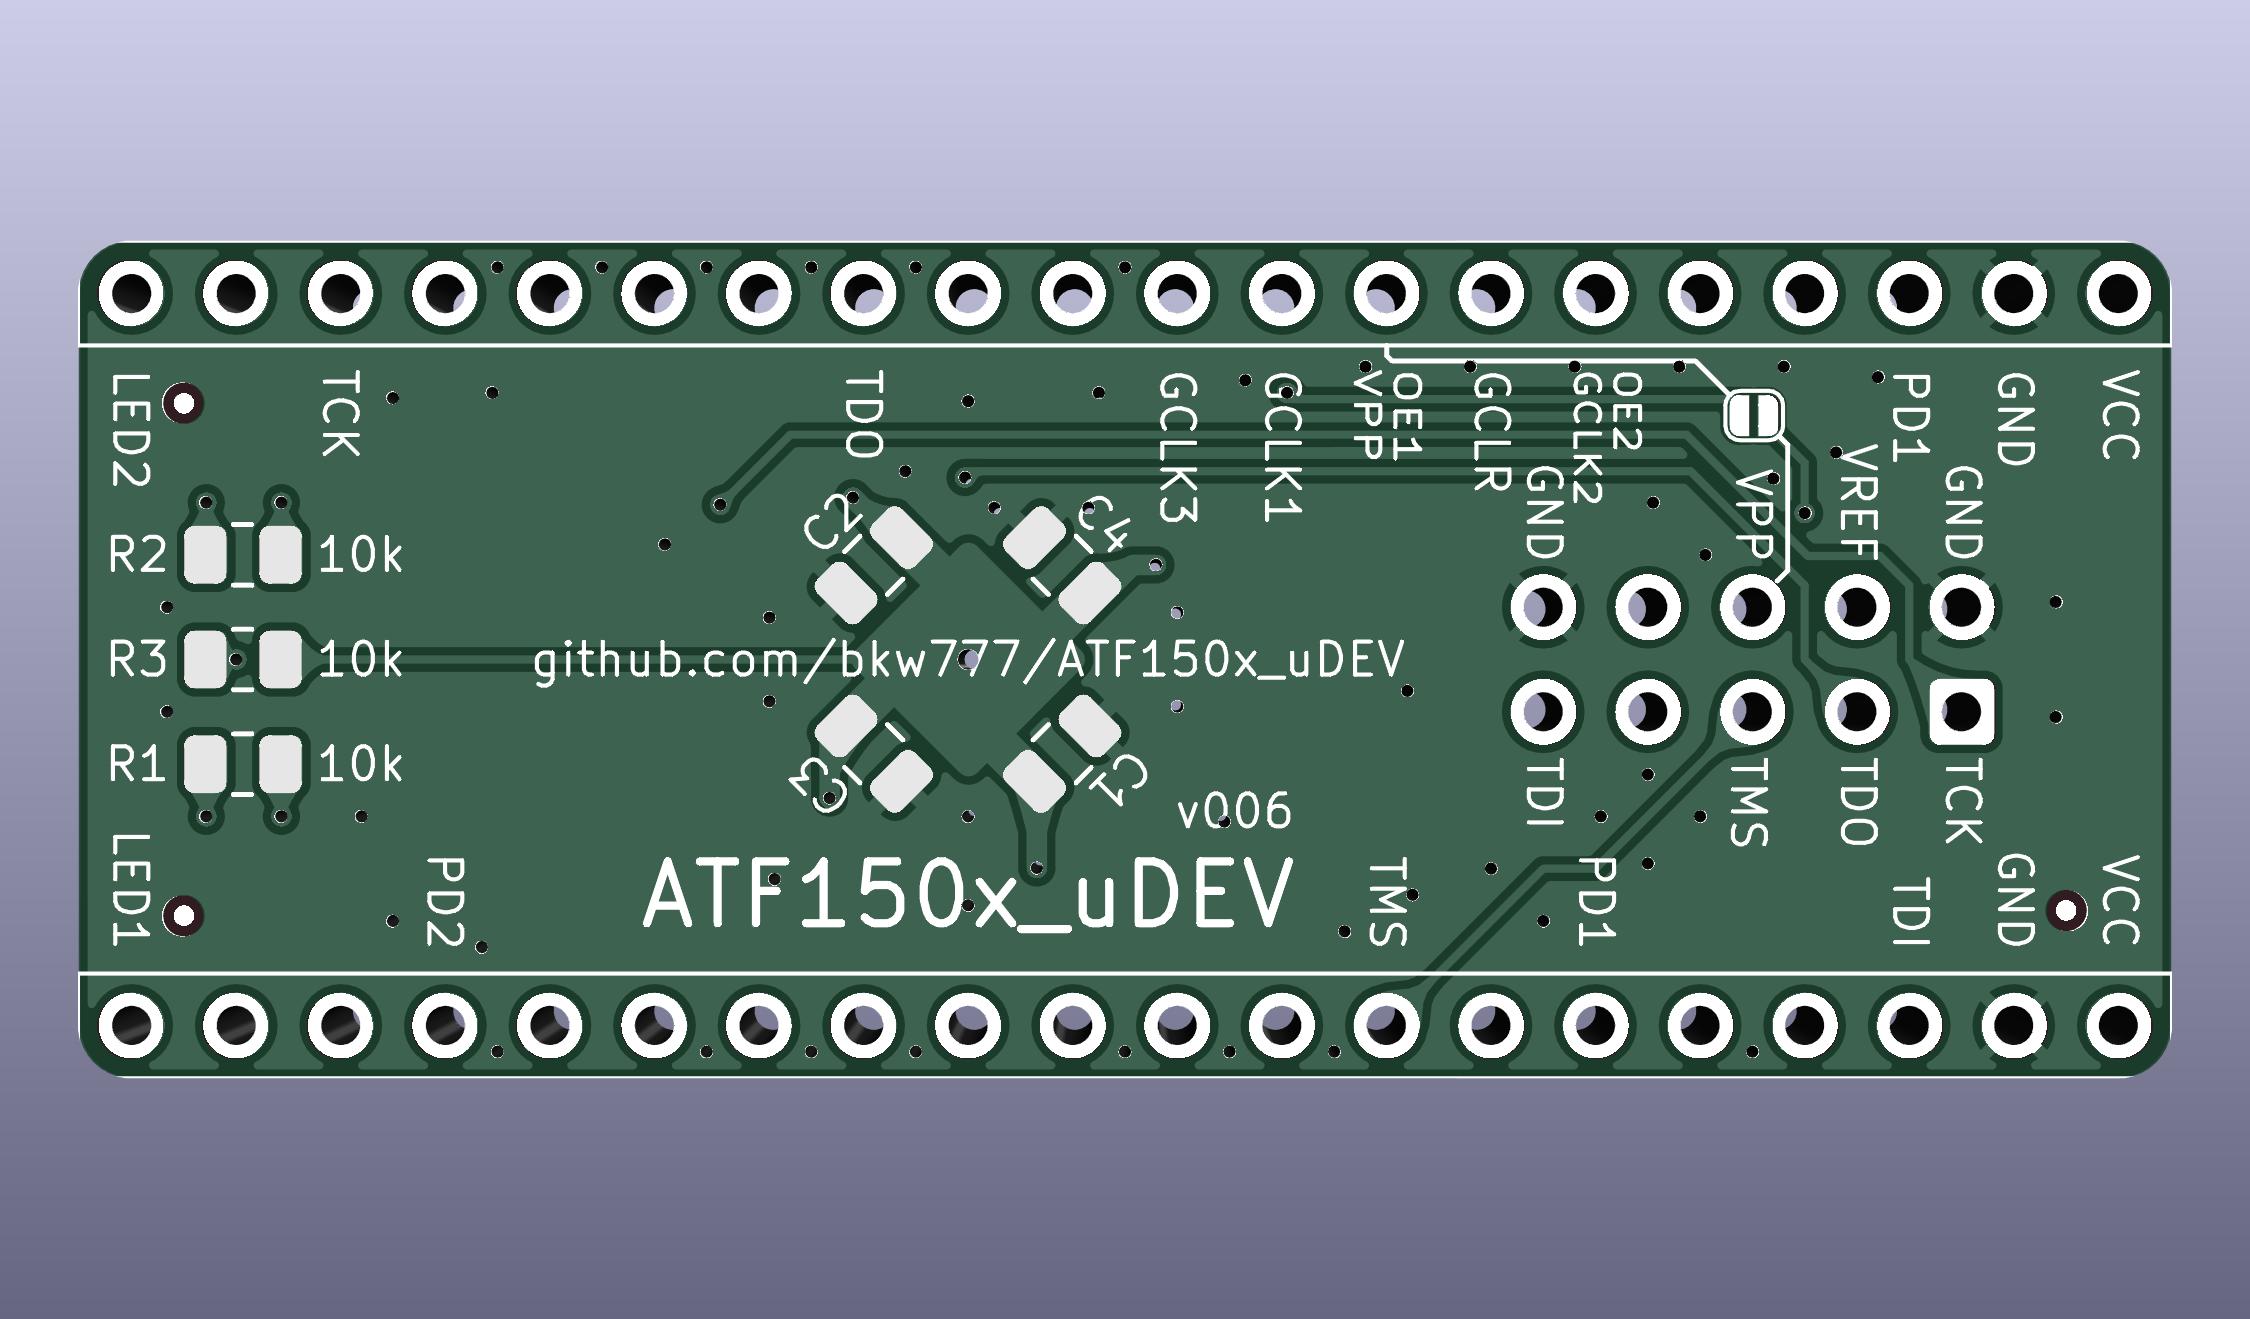 LED2
TCK
TDO
GCLK3
GCLK1
OE1
VPP
GCLR
OE2
GCLK2
PD1
GND
VCC
GND
VPP
VREF
GND
C2
C4
R2 10k
R3 10k
github.com/bkw777/ATF150x_uDEV
R1 10k
C3
C1
v006
TDI
TMS
TDO
TCK
LED1
PD2
ATF150x_uDEV
TMS
PD1
TDI
GND
VCC